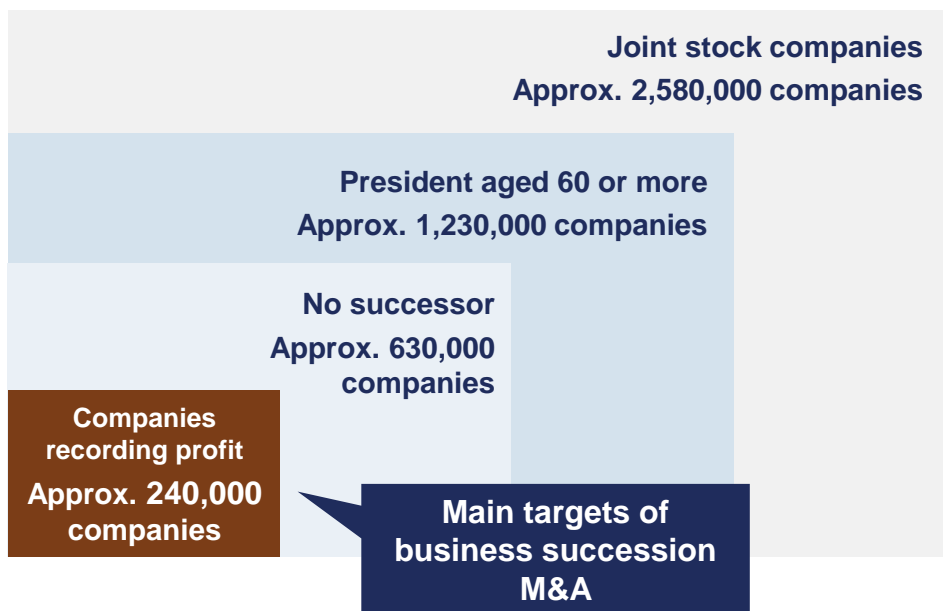 Joint stock companies
Approx. 2,580,000 companies
President aged 60 or more
Approx. 1,230,000 companies
No successor
Approx. 630,000
companies
Companies
recording profit
Approx. 240,000
companies
Main targets of
business succession
M&A